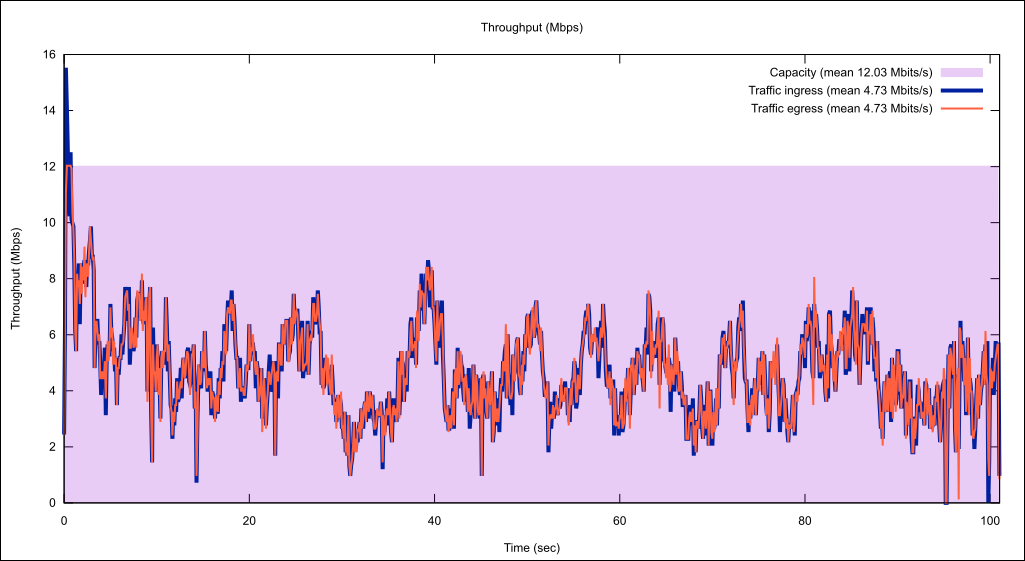 Throughput (Mbps)
16
Capacity (mean 12.03 Mbits/s)
Traffic ingress (mean 4.73 Mbits/s)
Traffic egress (mean 4.73 Mbits/s)
14
12
10
8
6
4
2
0
Throughput (Mbps)
0 20 40 60 80 100
Time (sec)